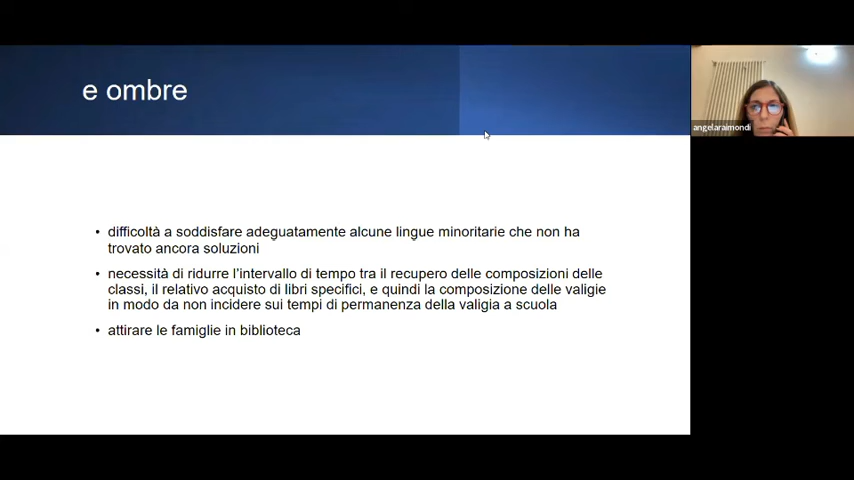 e ombre
angelaraimondi
• difficoltà a soddisfare adeguatamente alcune lingue minoritarie che non ha
trovato ancora soluzioni
• necessità di ridurre l'intervallo di tempo tra il recupero delle composizioni delle
classi, il relativo acquisto di libri specifici, e quindi la composizione delle valigie
in modo da non incidere sui tempi di permanenza della valigia a scuola
• attirare le famiglie in biblioteca